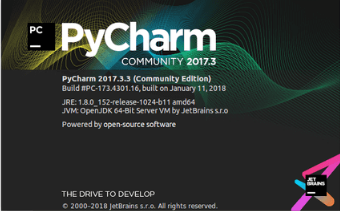 PC
PyCharm
COMMUNITY 2017.3
PyCharm 2017.3.3 (Community Edition)
Build #PC-173.4301.16, built on January 11, 2018
JRE: 1.8.0_152-release-1024-b11 amd64
JVM: OpenJDK 64-Bit Server VM by JetBrains s.r.o
Powered by open-source software
JET
BRAINS
THE DRIVE TO DEVELOP
© 2000-2018 JetBrains s.r.o. All rights reserved.